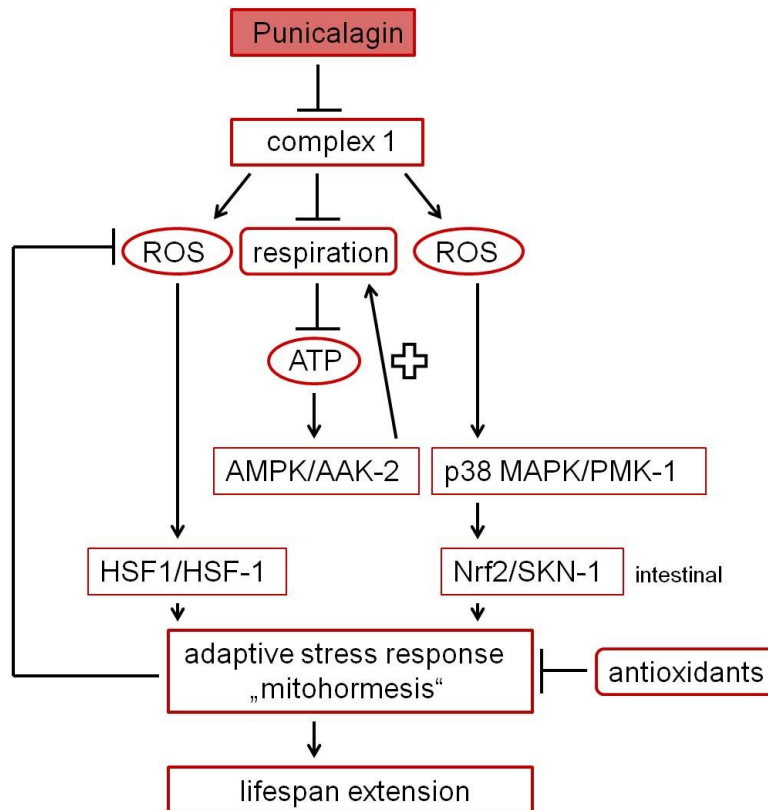 Punicalagin
complex 1
ROS
respiration
ROS
ATP
AMPK/AAK-2
p38 MAPK/PMK-1
HSF1/HSF-1
Nrf2/SKN-1
intestinal
adaptive stress response
„mitohormesis“
antioxidants
lifespan extension